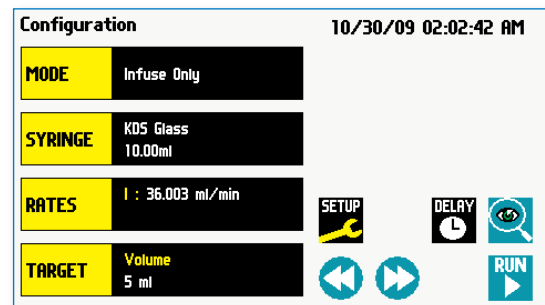 Configuration
10/30/09 02:02:42 AM
MODE
Infuse Only
SYRINGE
KDS Glass
10.00ml
RATES
I : 36.003 ml/min
SETUP
DELAY
TARGET
Volume
5 ml
RUN